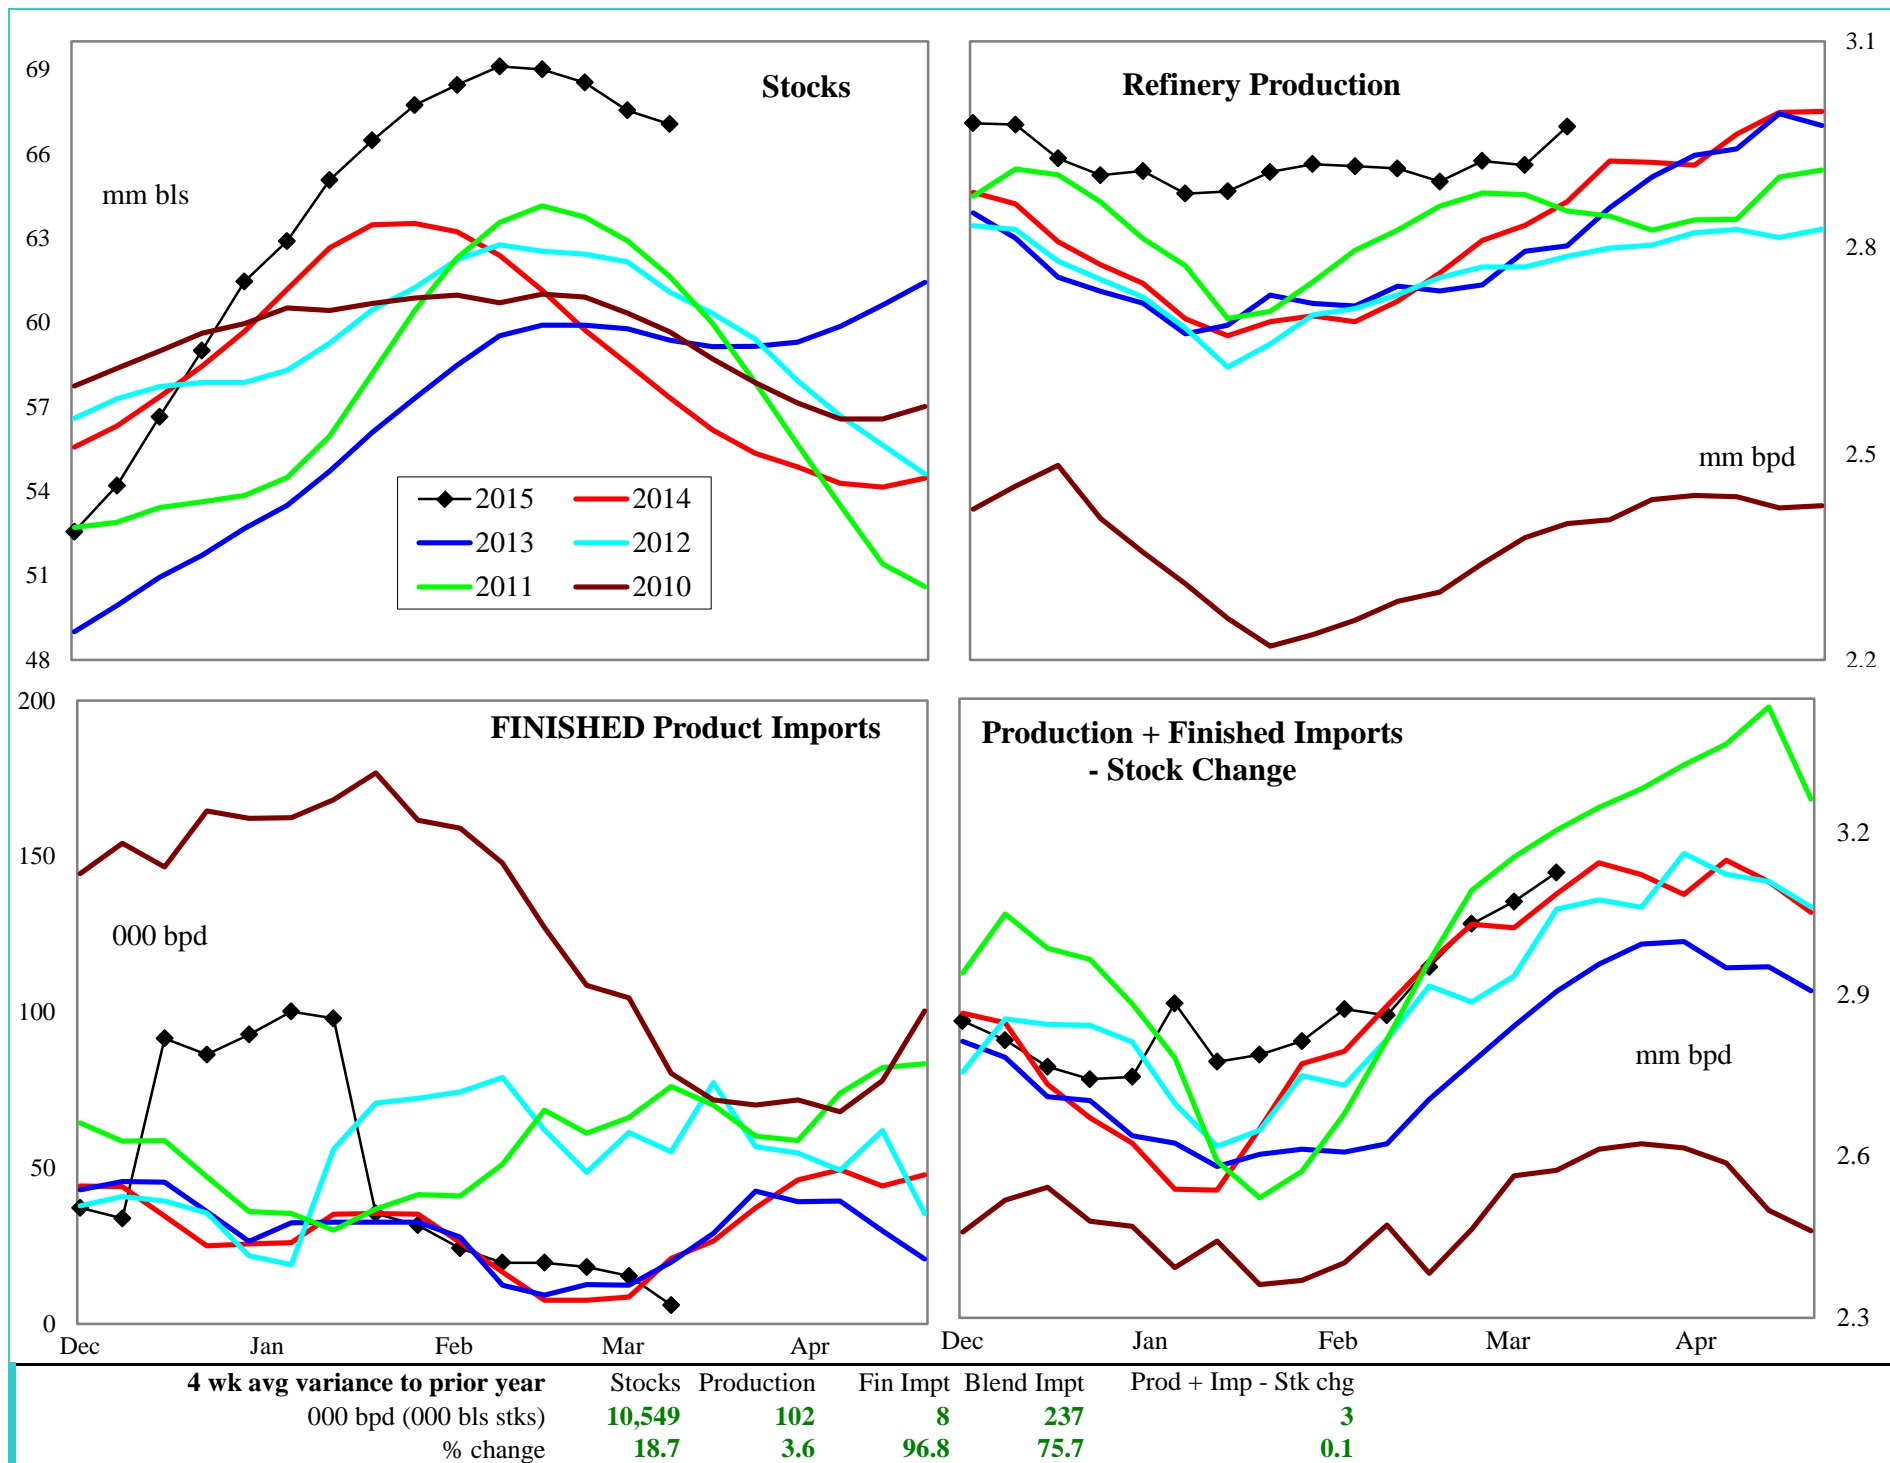 69
66
63
60
57
54
51
48
Stocks
mm bls
2015
2014
2013
2012
2011
2010
Refinery Production
mm bpd
3.1
2.8
2.5
2.2
200
150
100
50
0
FINISHED Product Imports
000 bpd
Dec Jan Feb Mar Apr
Production + Finished Imports
- Stock Change
mm bpd
3.2
2.9
2.6
2.3
Dec Jan Feb Mar Apr
4 wk avg variance to prior year Stocks Production Fin Impt Blend Impt Prod + Imp - Stk chg
000 bpd (000 bls stks) 10,549 102 8 237 3
% change 18.7 3.6 96.8 75.7 0.1